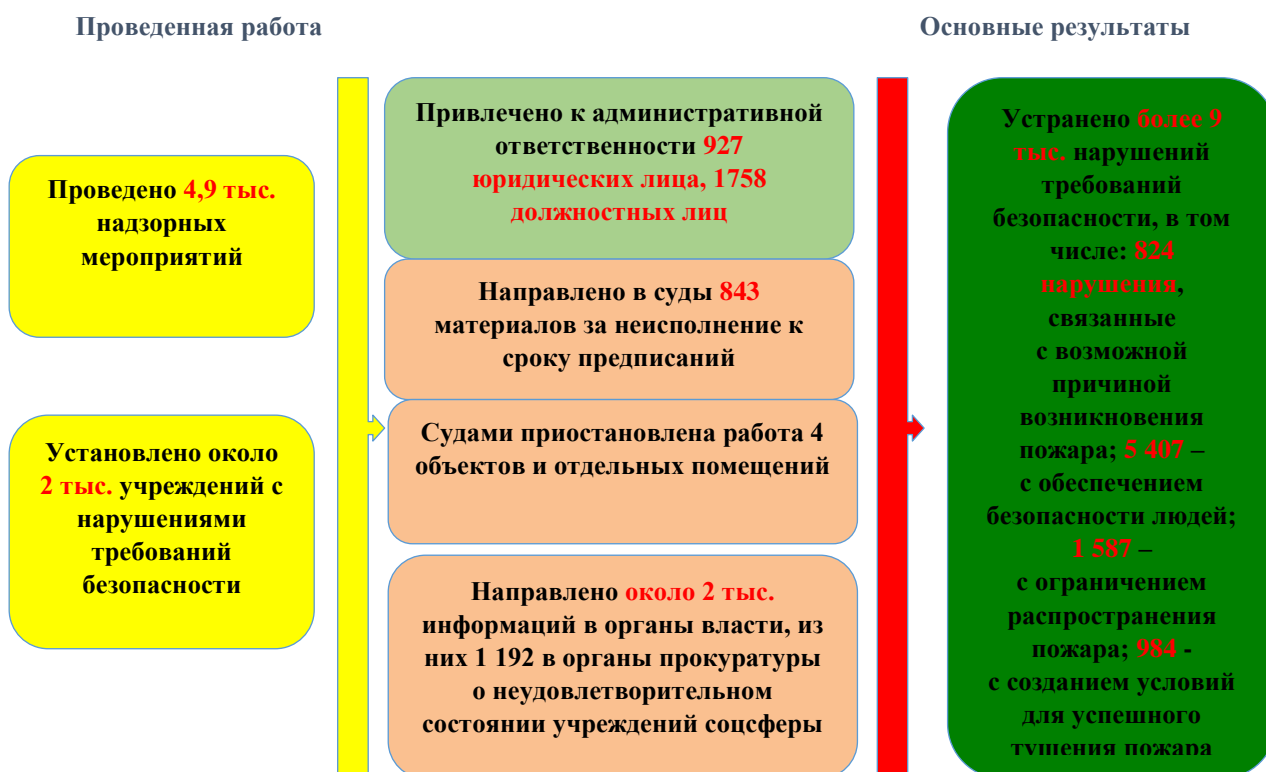 Проведенная работа
Основные результаты
Проведено 4,9 тыс.
надзорных
мероприятий
Установлено около
2 тыс. учреждений с
нарушениями
требований
безопасности
Привлечено к административной
ответственности 927
юридических лица, 1758
должностных лиц
Направлено в суды 843
материалов за неисполнение к
сроку предписаний
Судами приостановлена работа 4
объектов и отдельных помещений
Направлено около 2 тыс.
информаций в органы власти, из
них 1 192 в органы прокуратуры
о неудовлетворительном
состоянии учреждений соцсферы
Устранено более 9
тыс. нарушений
требований
безопасности, в том
числе: 824
нарушения,
связанные
с возможной
причиной
возникновения
пожара; 5 407 –
с обеспечением
безопасности людей;
1 587 –
с ограничением
распространения
пожара; 984 -
с созданием условий
для успешного
тушения пожара